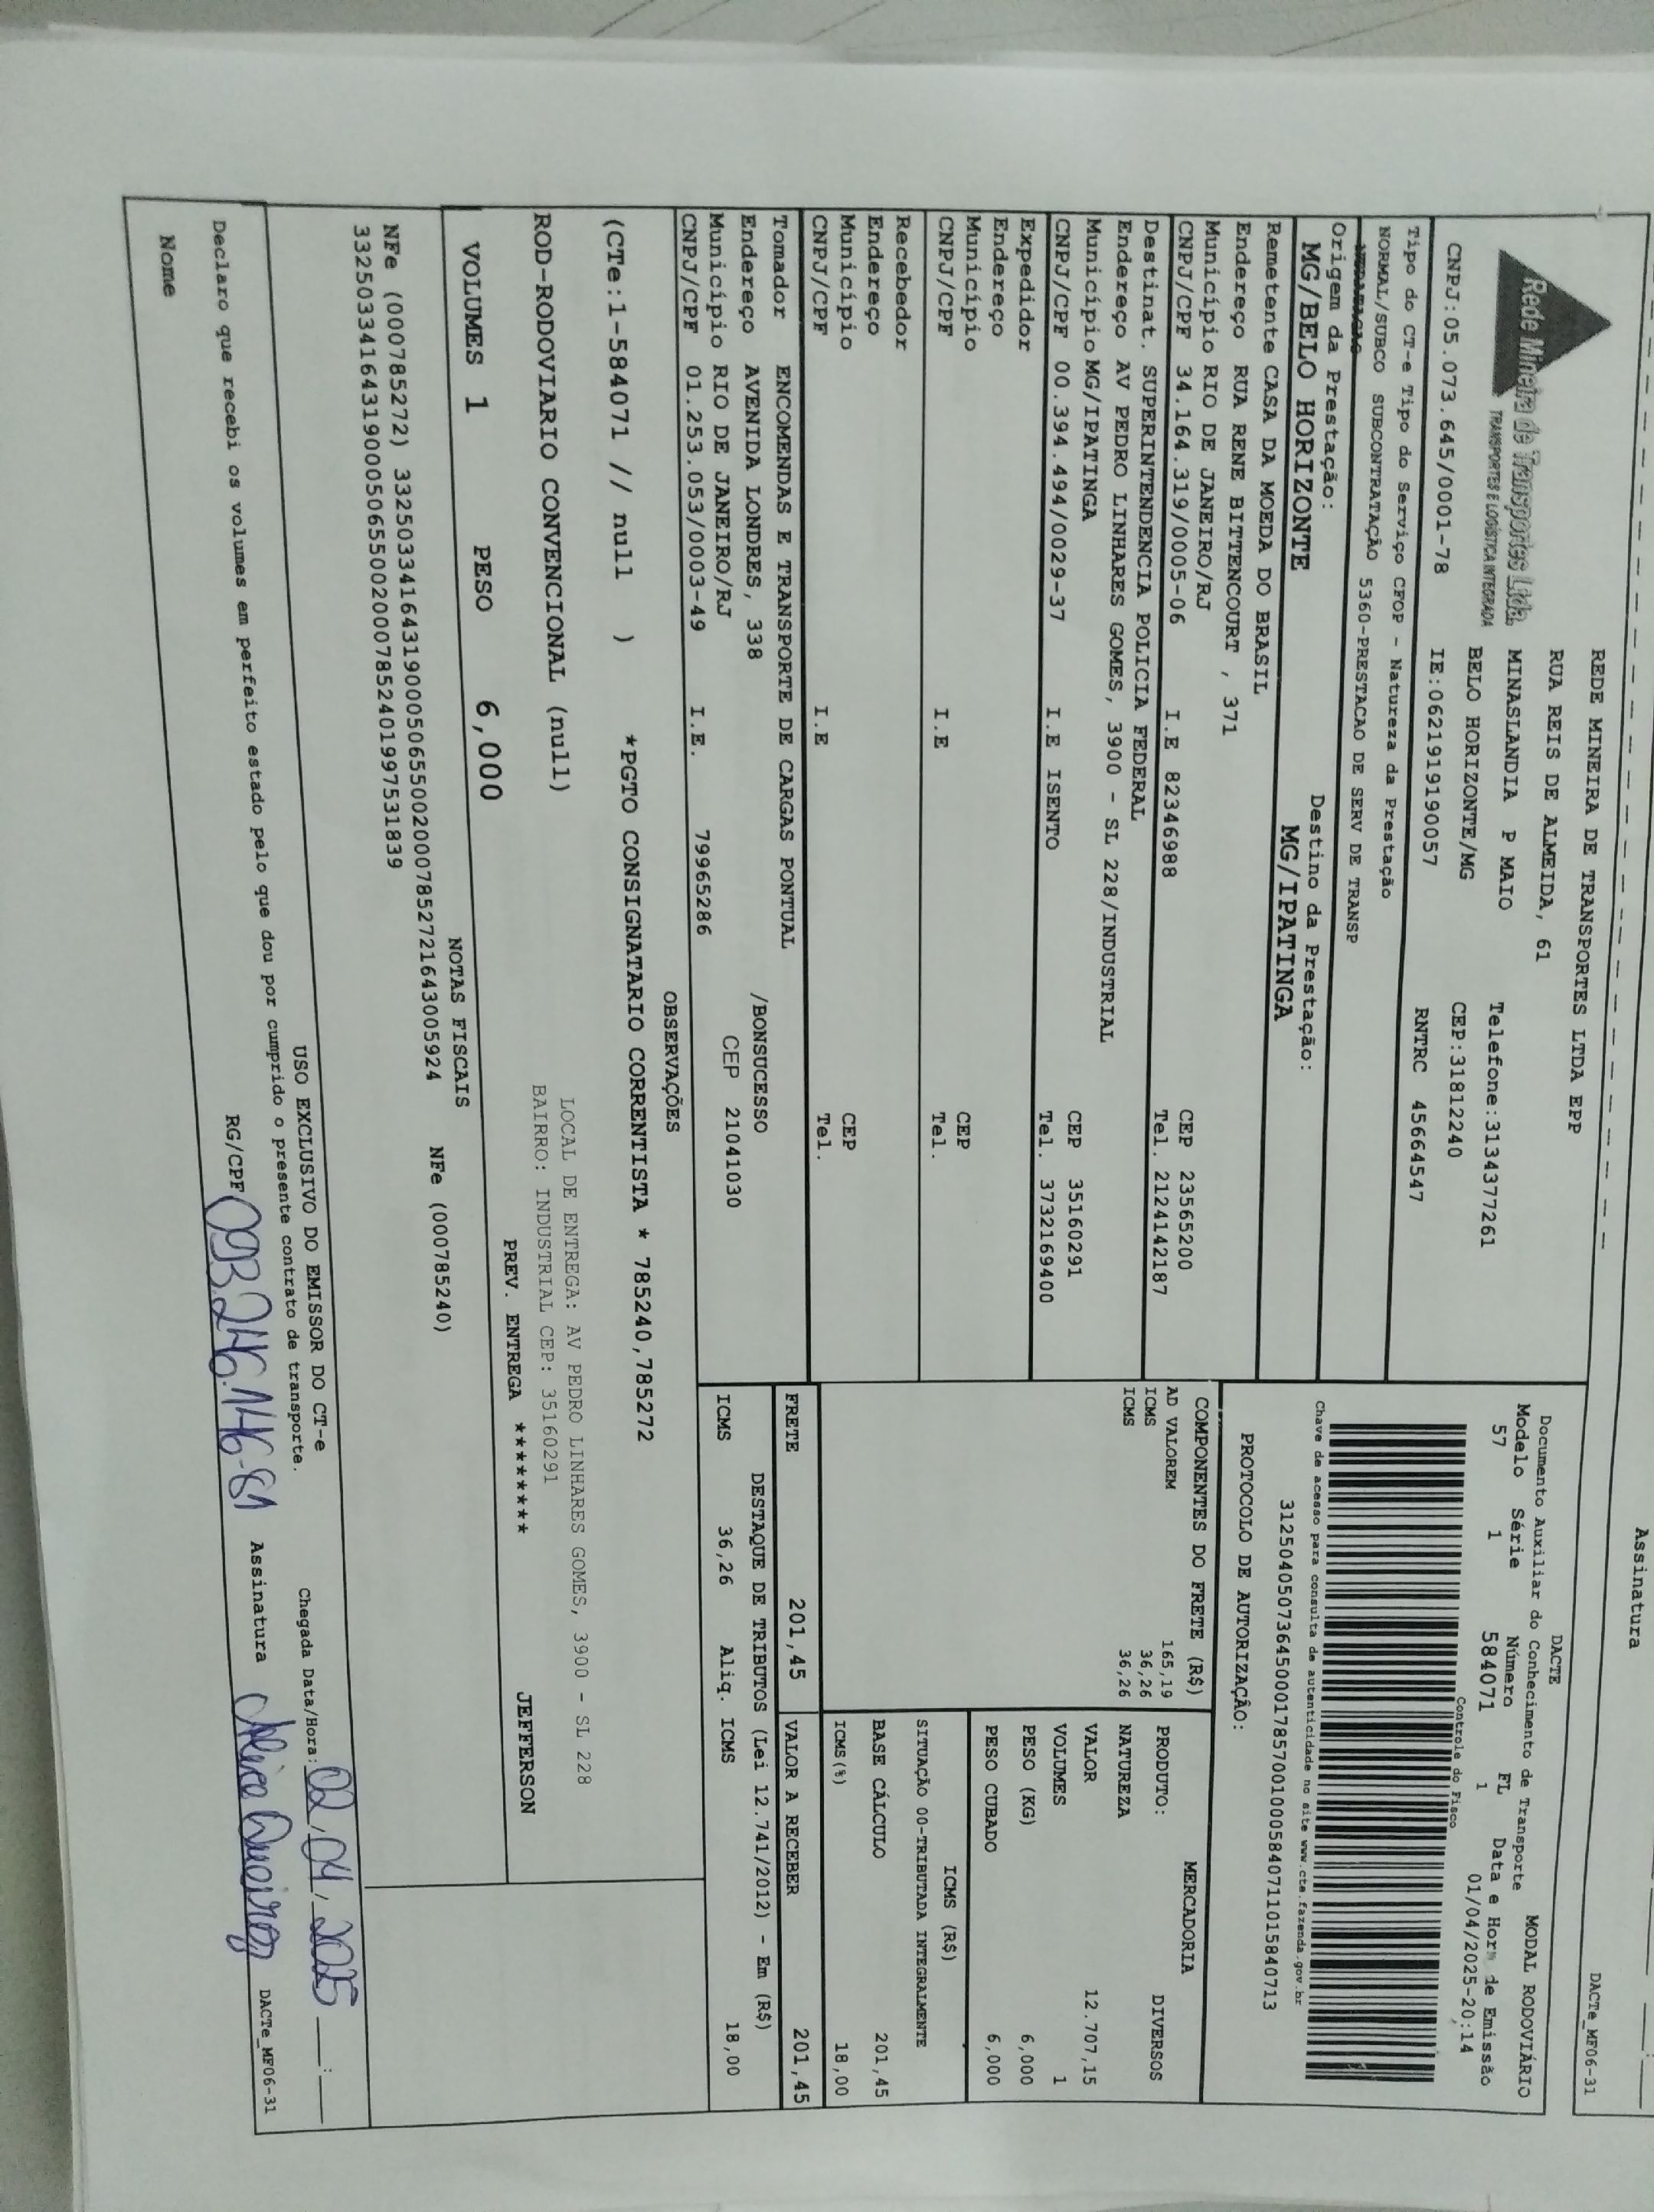 Assinatura
DACTe_MF06-31
Rede Mineira de Transportes Ltda.
TRANSPORTES E LOGÍSTICA INTEGRADA
CNPJ:05.073.645/0001-78
REDE MINEIRA DE TRANSPORTES LTDA EPP
RUA REIS DE ALMEIDA, 61
MINASLANDIA P MAIO Telefone:3134377261
BELO HORIZONTE/MG CEP:31812240
IE:0621919190057 RNTRC 45664547
DACTE
Documento Auxiliar do Conhecimento de Transporte MODAL RODOVIÁRIO
Modelo Série Número FL Data e Hora de Emissão
57 1 584071 1 01/04/2025-20:14
Controle do Fisco
Chave de acesso para consulta de autenticidade no site www.cte.fazenda.gov.br
31250405073645000178570010005840711015840713
PROTOCOLO DE AUTORIZAÇÃO:
Tipo do CT-e Tipo do Serviço CFOP - Natureza da Prestação
NORMAL/SUBCO SUBCONTRATAÇÃO 5360-PRESTACAO DE SERV DE TRANSP
Origem da Prestação: Destino da Prestação:
MG/BELO HORIZONTE MG/IPATINGA
Remetente CASA DA MOEDA DO BRASIL
Endereço RUA RENE BITTENCOURT , 371
Município RIO DE JANEIRO/RJ CEP 23565200
CNPJ/CPF 34.164.319/0005-06 I.E 82346988 Tel. 2124142187
Destinat. SUPERINTENDENCIA POLICIA FEDERAL
Endereço AV PEDRO LINHARES GOMES, 3900 - SL 228/INDUSTRIAL
Município MG/IPATINGA CEP 35160291
CNPJ/CPF 00.394.494/0029-37 I.E ISENTO Tel. 3732169400
Expedidor
Endereço
Município CEP
CNPJ/CPF I.E Tel.
Recebedor
Endereço
Município CEP
CNPJ/CPF I.E Tel.
Tomador ENCOMENDAS E TRANSPORTE DE CARGAS PONTUAL
Endereço AVENIDA LONDRES, 338 /BONSUCESSO
Município RIO DE JANEIRO/RJ CEP 21041030
CNPJ/CPF 01.253.053/0003-49 I.E. 79965286
COMPONENTES DO FRETE (R$)
AD VALOREM 165,19
ICMS 36,26
ICMS 36,26
MERCADORIA
PRODUTO: DIVERSOS
NATUREZA
VALOR 12.707,15
VOLUMES 1
PESO (KG) 6,000
PESO CUBADO 6,000
ICMS (R$)
SITUAÇÃO 00-TRIBUTADA INTEGRALMENTE
BASE CÁLCULO 201,45
ICMS(%) 18,00
FRETE 201,45 VALOR A RECEBER 201,45
DESTAQUE DE TRIBUTOS (Lei 12.741/2012) - Em (R$)
ICMS 36,26 Aliq. ICMS 18,00
OBSERVAÇÕES
(CTe:1-584071 // null ) *PGTO CONSIGNATARIO CORRENTISTA * 785240,785272
LOCAL DE ENTREGA: AV PEDRO LINHARES GOMES, 3900 - SL 228
ROD-RODOVIARIO CONVENCIONAL (null) BAIRRO: INDUSTRIAL CEP: 35160291
VOLUMES 1 PESO 6,000 PREV. ENTREGA ******** JEFFERSON
NOTAS FISCAIS
NFe (000785272) 33250334164319000506550020007852721643005924 NFe (000785240)
33250334164319000506550020007852401997531839
USO EXCLUSIVO DO EMISSOR DO CT-e
Declaro que recebi os volumes em perfeito estado pelo que dou por cumprido o presente contrato de transporte.
Chegada Data/Hora: 02/04/2025 __:__
Nome RG/CPF 093.246.146-81 Assinatura
DACTe_MF06-31